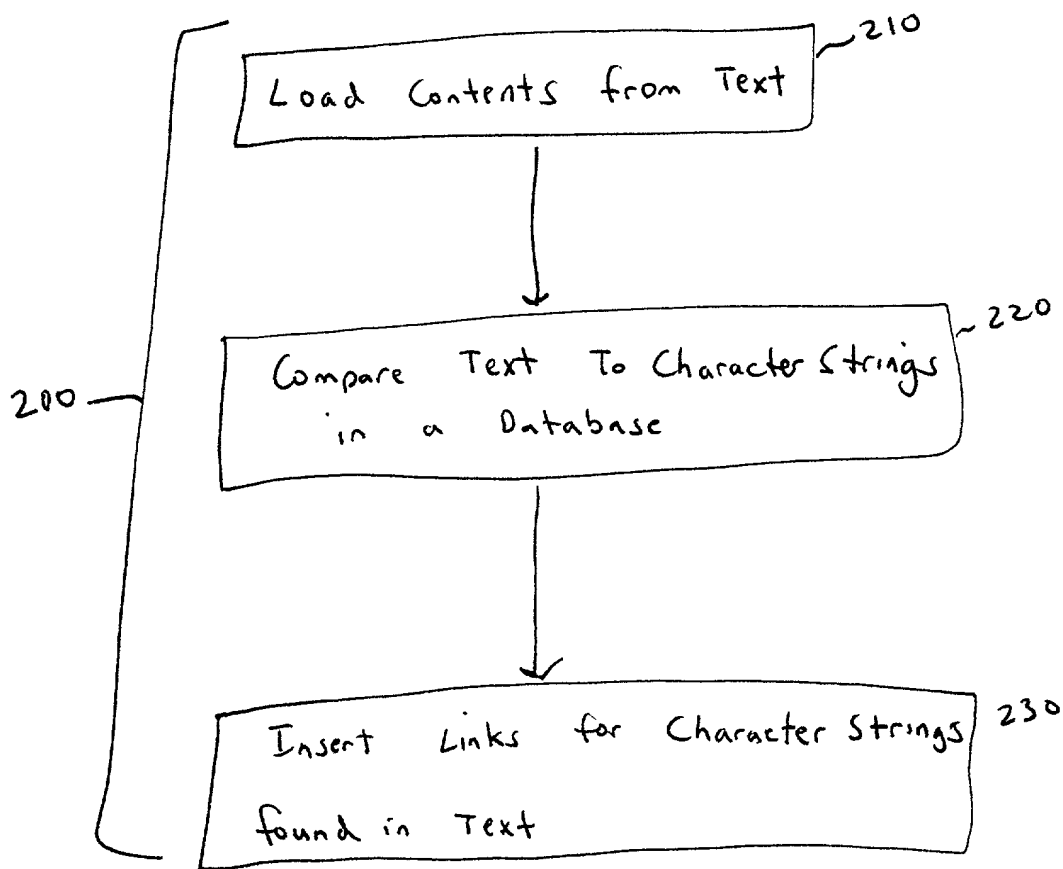 210
Load Contents from Text
220
Compare Text To Character Strings
in a Database
200
Insert Links for Character Strings
230
found in Text